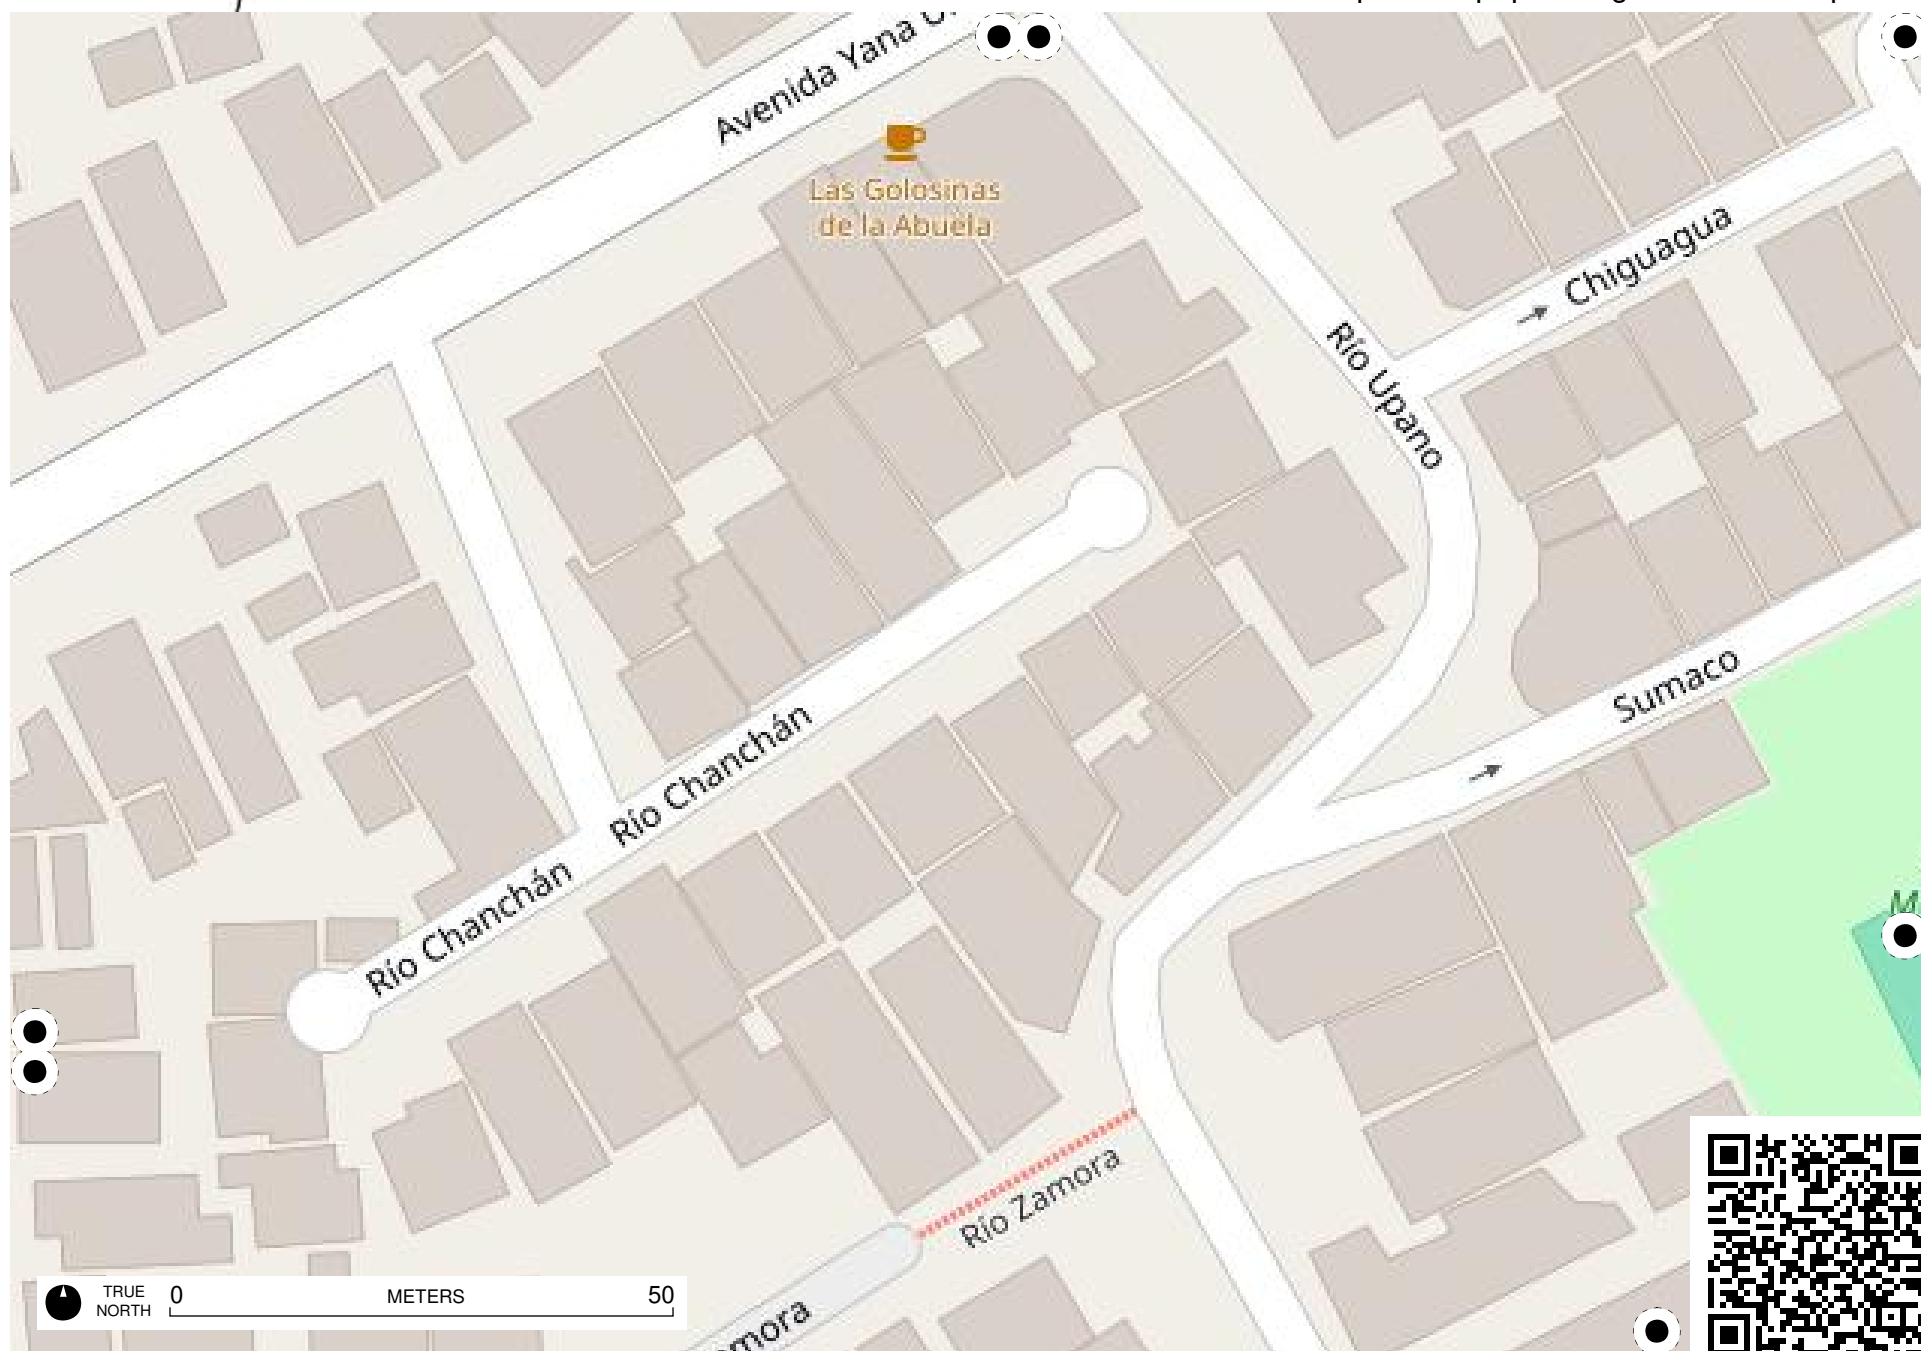 Avenida Yana
Las Golosinas
de la Abuela
Chiguagua
Río Upano
Sumaco
Río Chanchán
Río Chanchán
Río Zamora
TRUE
NORTH
0
METERS
50